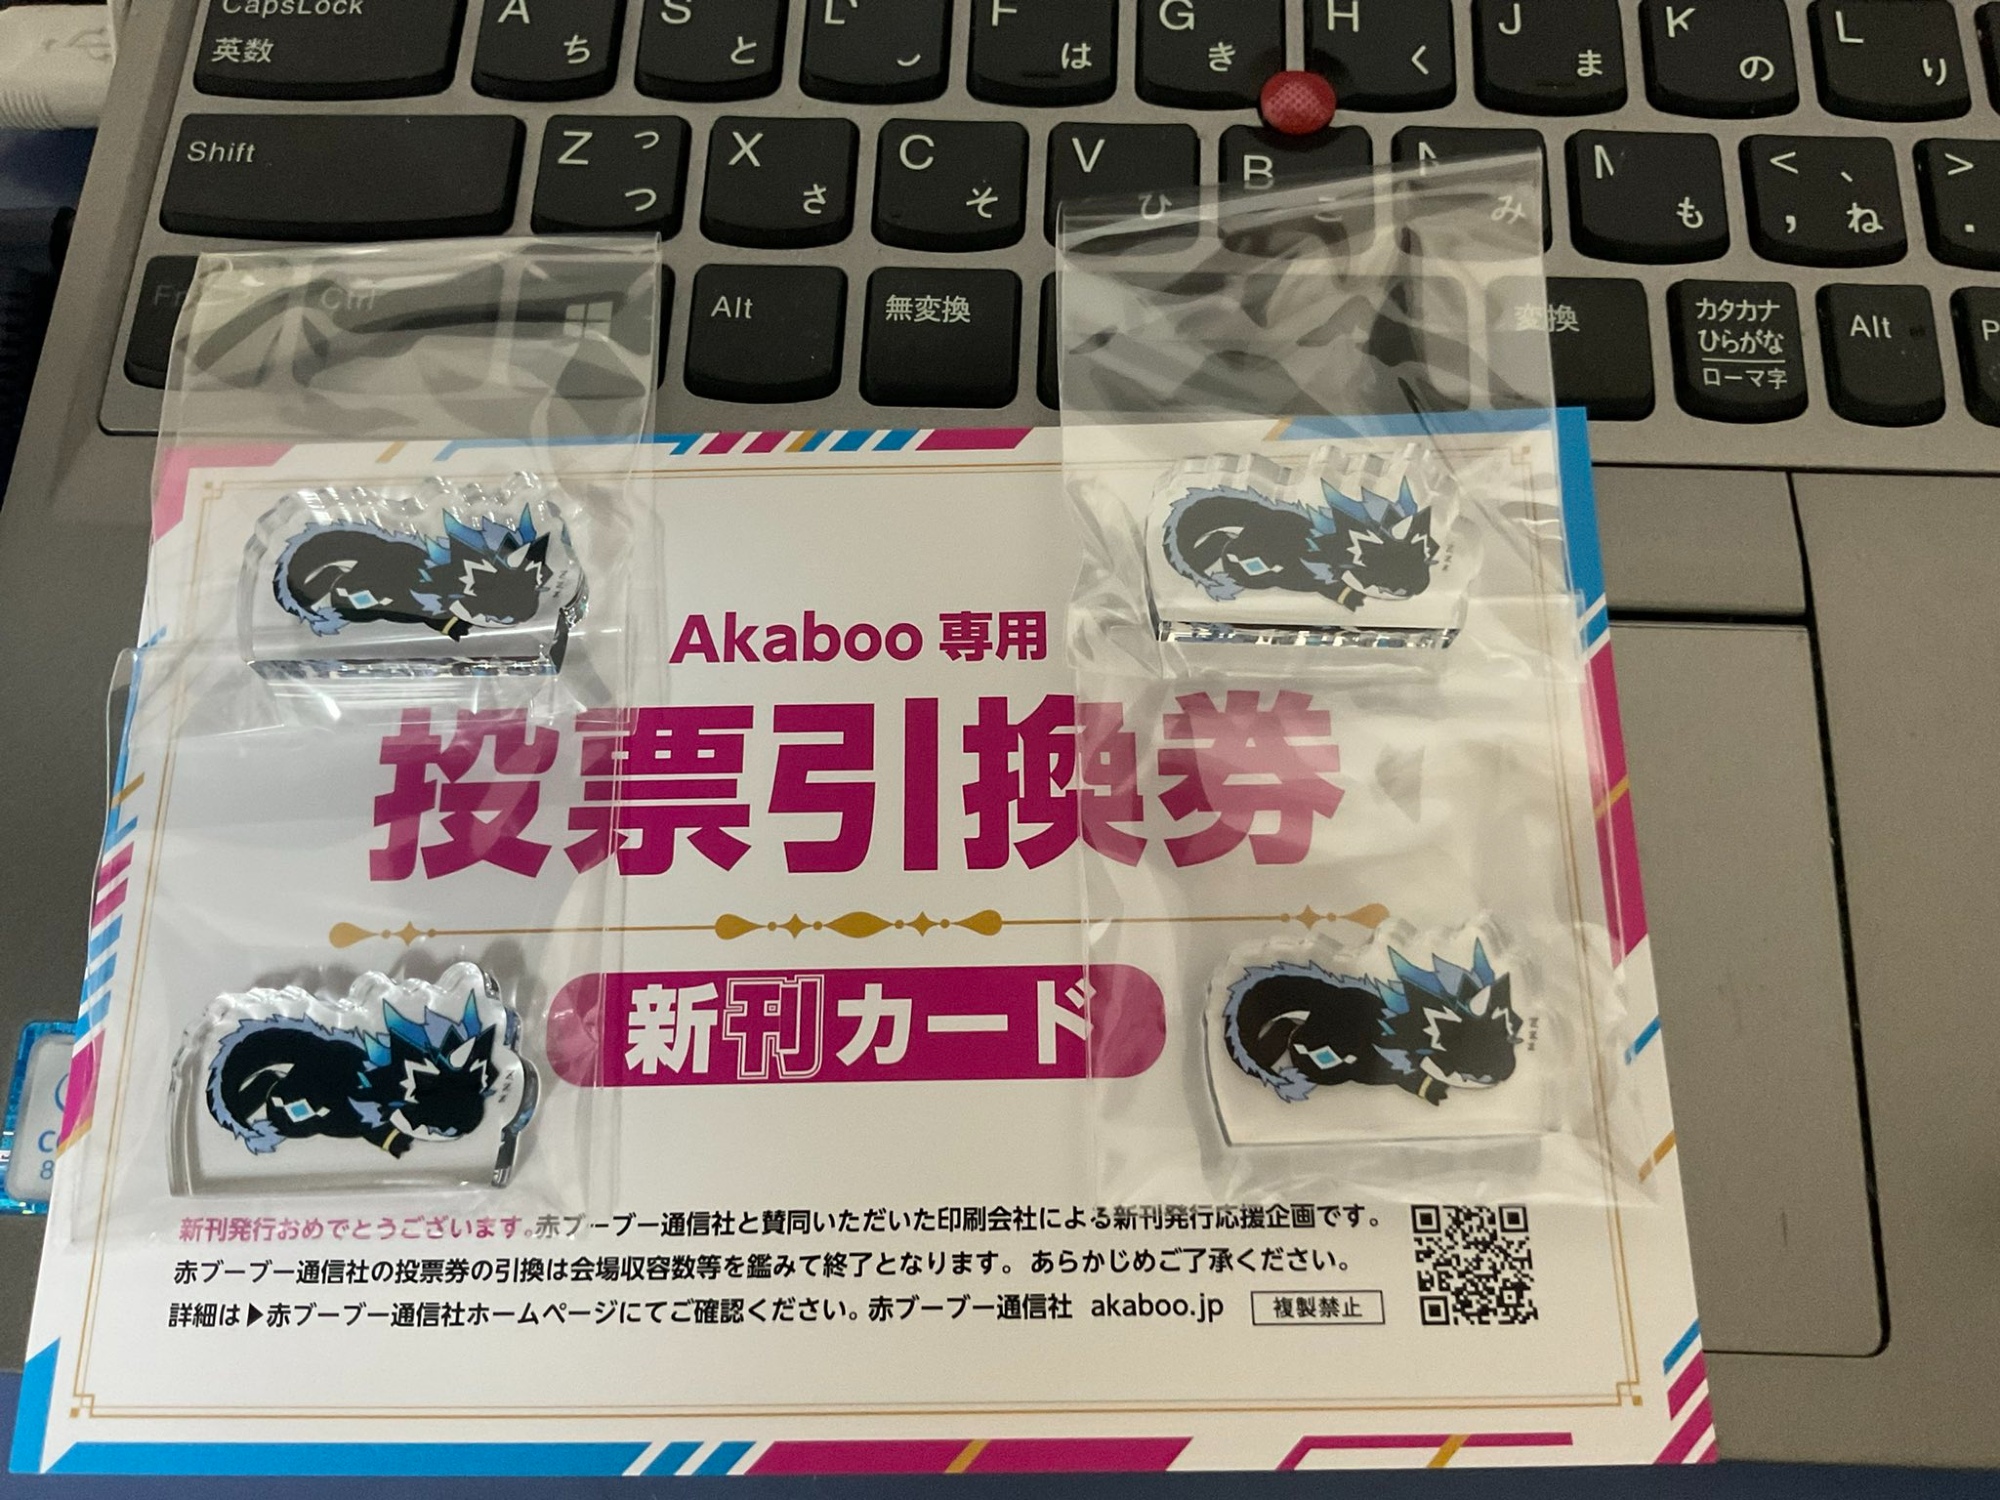 CapsLock
英数
A
ち
S
と
F
は
G
き
H
く
J
ま
K
の
L
り
Shift
Z
っ
つ
X
さ
C
そ
V
ひ
B
こ
N
み
M
も
<
、
,
ね
>
.
Fn
Ctrl
Alt
無変換
変換
カタカナ
ひらがな
ローマ字
Alt
Akaboo 専用
投票引換券
新刊カード
新刊発行おめでとうございます。赤ブーブー通信社と賛同いただいた印刷会社による新刊発行応援企画です。
赤ブーブー通信社の投票券の引換は会場収容数等を鑑みて終了となります。あらかじめご了承ください。
詳細は▶赤ブーブー通信社ホームページにてご確認ください。赤ブーブー通信社 akaboo.jp
複製禁止